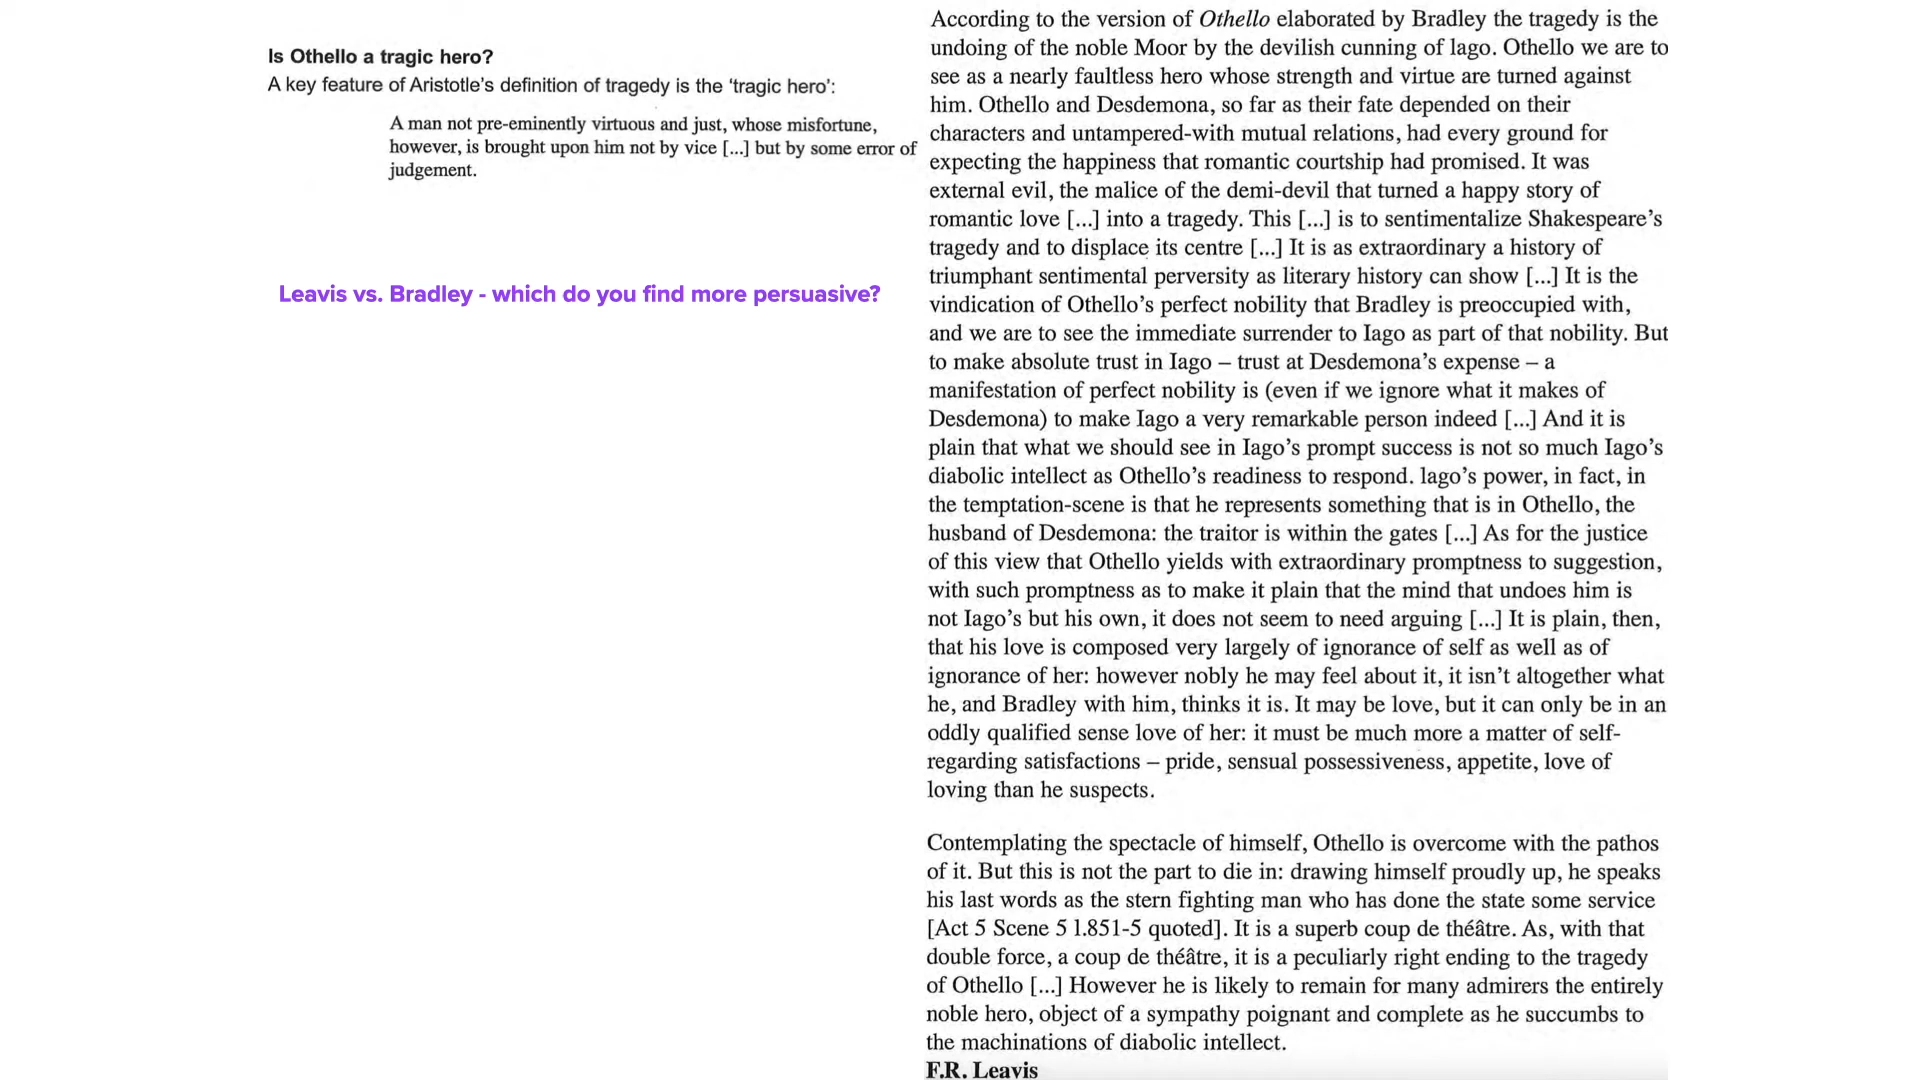 Is Othello a tragic hero?
A key feature of Aristotle's definition of tragedy is the 'tragic hero':
A man not pre-eminently virtuous and just, whose misfortune,
however, is brought upon him not by vice [...] but by some error of
judgement.
Leavis vs. Bradley - which do you find more persuasive?
According to the version of Othello elaborated by Bradley the tragedy is the
undoing of the noble Moor by the devilish cunning of Iago. Othello we are to
see as a nearly faultless hero whose strength and virtue are turned against
him. Othello and Desdemona, so far as their fate depended on their
characters and untampered-with mutual relations, had every ground for
expecting the happiness that romantic courtship had promised. It was
external evil, the malice of the demi-devil that turned a happy story of
romantic love [...] into a tragedy. This [...] is to sentimentalize Shakespeare's
tragedy and to displace its centre [...] It is as extraordinary a history of
triumphant sentimental perversity as literary history can show [...] It is the
vindication of Othello's perfect nobility that Bradley is preoccupied with,
and we are to see the immediate surrender to Iago as part of that nobility. But
to make absolute trust in Iago – trust at Desdemona's expense – a
manifestation of perfect nobility is (even if we ignore what it makes of
Desdemona) to make Iago a very remarkable person indeed [...] And it is
plain that what we should see in Iago's prompt success is not so much Iago's
diabolic intellect as Othello's readiness to respond. Iago's power, in fact, in
the temptation-scene is that he represents something that is in Othello, the
husband of Desdemona: the traitor is within the gates [...] As for the justice
of this view that Othello yields with extraordinary promptness to suggestion,
with such promptness as to make it plain that the mind that undoes him is
not Iago's but his own, it does not seem to need arguing [...] It is plain, then,
that his love is composed very largely of ignorance of self as well as of
ignorance of her: however nobly he may feel about it, it isn't altogether what
he, and Bradley with him, thinks it is. It may be love, but it can only be in an
oddly qualified sense love of her: it must be much more a matter of self-
regarding satisfactions – pride, sensual possessiveness, appetite, love of
loving than he suspects.
Contemplating the spectacle of himself, Othello is overcome with the pathos
of it. But this is not the part to die in: drawing himself proudly up, he speaks
his last words as the stern fighting man who has done the state some service
[Act 5 Scene 5 1.851-5 quoted]. It is a superb coup de théâtre. As, with that
double force, a coup de théâtre, it is a peculiarly right ending to the tragedy
of Othello [...] However he is likely to remain for many admirers the entirely
noble hero, object of a sympathy poignant and complete as he succumbs to
the machinations of diabolic intellect.
F.R. Leavis